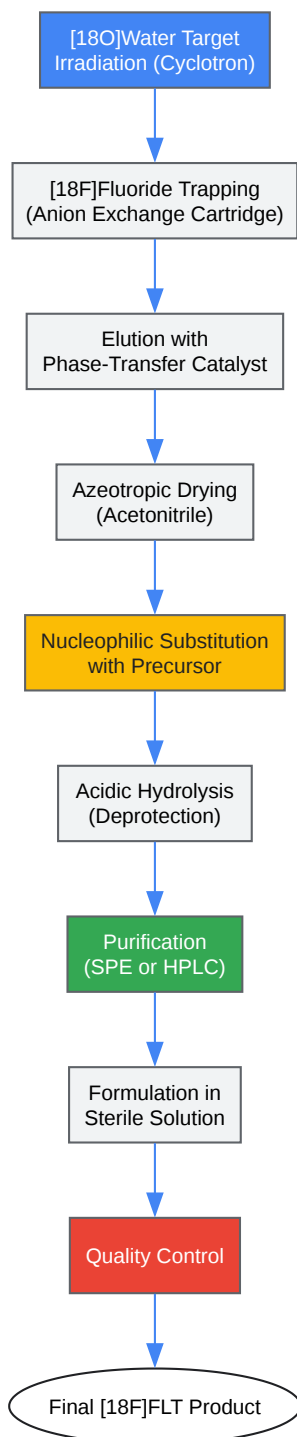 [18O]Water Target
Irradiation (Cyclotron)
[18F]Fluoride Trapping
(Anion Exchange Cartridge)
Elution with
Phase-Transfer Catalyst
Azeotropic Drying
(Acetonitrile)
Nucleophilic Substitution
with Precursor
Acidic Hydrolysis
(Deprotection)
Purification
(SPE or HPLC)
Formulation in
Sterile Solution
Quality Control
Final [18F]FLT Product